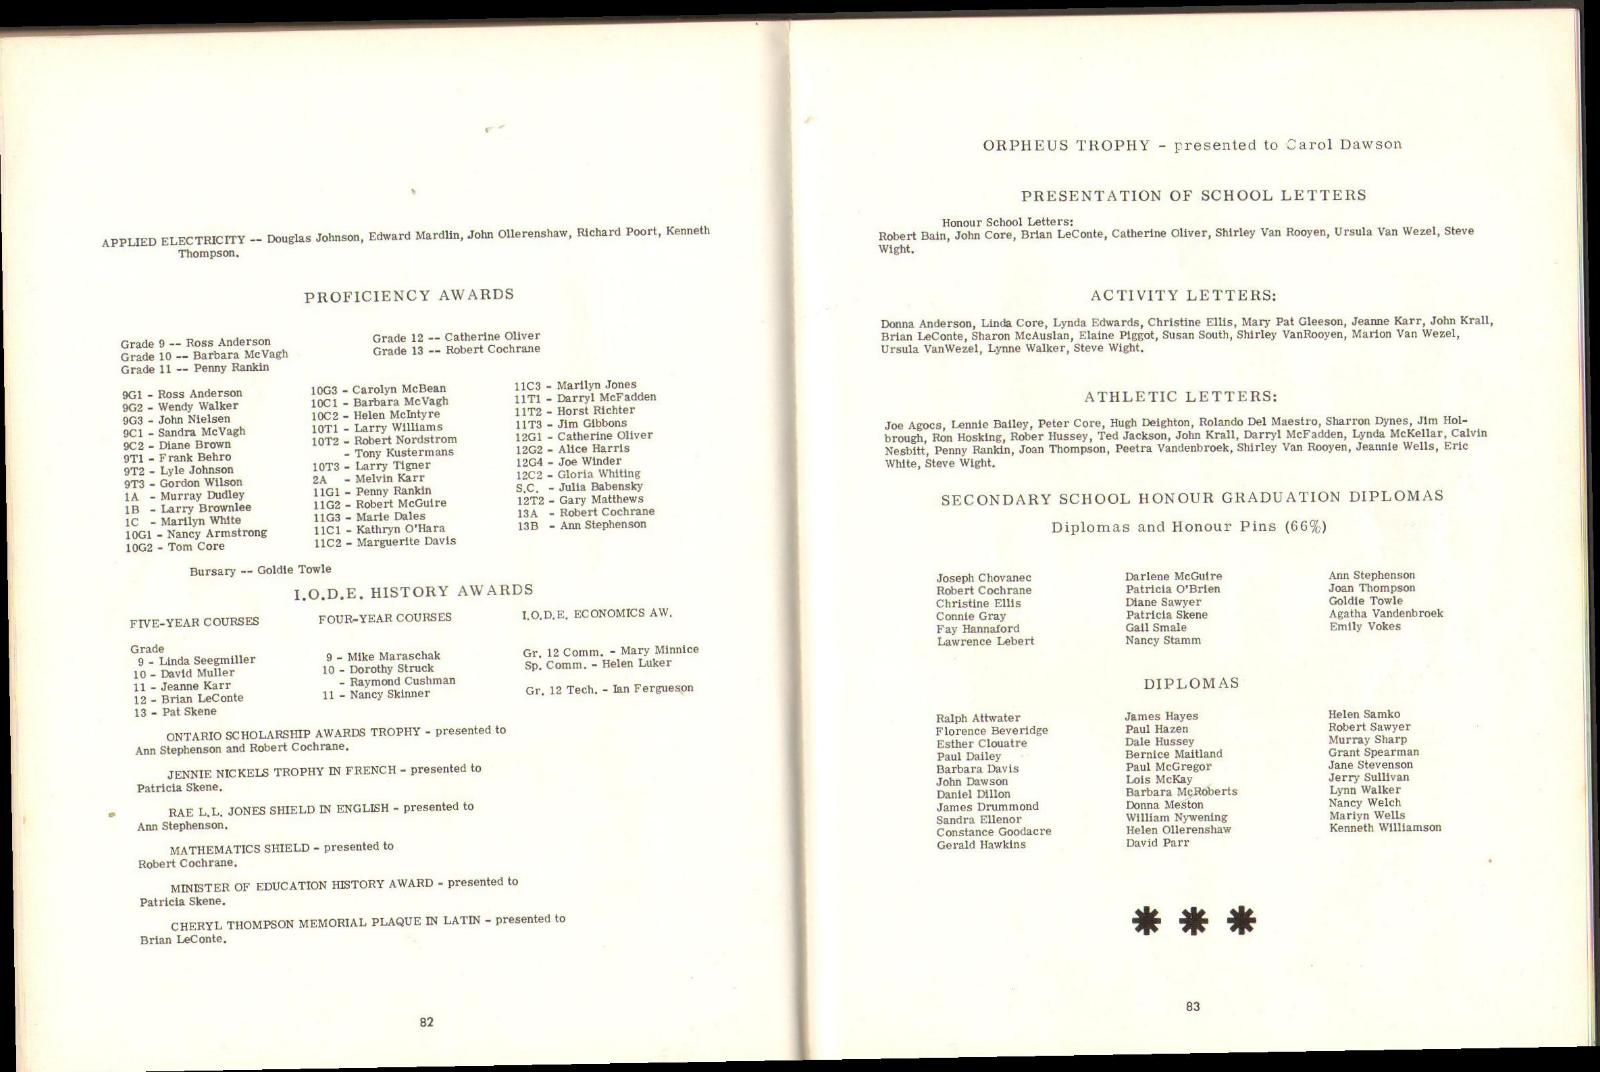 APPLIED ELECTRICITY -- Douglas Johnson, Edward Mardlin, John Ollerenshaw, Richard Poort, Kenneth
Thompson.
PROFICIENCY AWARDS
Grade 9 -- Ross Anderson
Grade 10 -- Barbara McVagh
Grade 11 -- Penny Rankin
Grade 12 -- Catherine Oliver
Grade 13 -- Robert Cochrane
9G1 - Ross Anderson
9G2 - Wendy Walker
9G3 - John Nielsen
9C1 - Sandra McVagh
9C2 - Diane Brown
9T1 - Frank Behro
9T2 - Lyle Johnson
9T3 - Gordon Wilson
1A - Murray Dudley
1B - Larry Brownlee
1C - Marilyn White
10G1 - Nancy Armstrong
10G2 - Tom Core
10G3 - Carolyn McBean
10C1 - Barbara McVagh
10C2 - Helen McIntyre
10T1 - Larry Williams
10T2 - Robert Nordstrom
- Tony Kustermans
10T3 - Larry Tigner
2A - Melvin Karr
11G1 - Penny Rankin
11G2 - Robert McGuire
11G3 - Marie Dales
11C1 - Kathryn O'Hara
11C2 - Marguerite Davis
11C3 - Marilyn Jones
11T1 - Darryl McFadden
11T2 - Horst Richter
11T3 - Jim Gibbons
12G1 - Catherine Oliver
12G2 - Alice Harris
12G4 - Joe Winder
12C2 - Gloria Whiting
S.C. - Julia Babensky
12T2 - Gary Matthews
13A - Robert Cochrane
13B - Ann Stephenson
Bursary -- Goldie Towle
I.O.D.E. HISTORY AWARDS
FIVE-YEAR COURSES
Grade
9 - Linda Seegmiller
10 - David Muller
11 - Jeanne Karr
12 - Brian LeConte
13 - Pat Skene
FOUR-YEAR COURSES
9 - Mike Maraschak
10 - Dorothy Struck
- Raymond Cushman
11 - Nancy Skinner
I.O.D.E. ECONOMICS AW.
Gr. 12 Comm. - Mary Minnice
Sp. Comm. - Helen Luker
Gr. 12 Tech. - Ian Fergueson
ONTARIO SCHOLARSHIP AWARDS TROPHY - presented to
Ann Stephenson and Robert Cochrane.
JENNIE NICKELS TROPHY IN FRENCH - presented to
Patricia Skene.
RAE L.L. JONES SHIELD IN ENGLISH - presented to
Ann Stephenson.
MATHEMATICS SHIELD - presented to
Robert Cochrane.
MINISTER OF EDUCATION HISTORY AWARD - presented to
Patricia Skene.
CHERYL THOMPSON MEMORIAL PLAQUE IN LATIN - presented to
Brian LeConte.
82
ORPHEUS TROPHY - presented to Carol Dawson
PRESENTATION OF SCHOOL LETTERS
Honour School Letters:
Robert Bain, John Core, Brian LeConte, Catherine Oliver, Shirley Van Rooyen, Ursula Van Wezel, Steve
Wight.
ACTIVITY LETTERS:
Donna Anderson, Linda Core, Lynda Edwards, Christine Ellis, Mary Pat Gleeson, Jeanne Karr, John Krall,
Brian LeConte, Sharon McAuslan, Elaine Piggot, Susan South, Shirley VanRooyen, Marion Van Wezel,
Ursula VanWezel, Lynne Walker, Steve Wight.
ATHLETIC LETTERS:
Joe Agocs, Lennie Bailey, Peter Core, Hugh Deighton, Rolando Del Maestro, Sharron Dynes, Jim Hol-
brough, Ron Hosking, Rober Hussey, Ted Jackson, John Krall, Darryl McFadden, Lynda McKellar, Calvin
Nesbitt, Penny Rankin, Joan Thompson, Peetra Vandenbroek, Shirley Van Rooyen, Jeannie Wells, Eric
White, Steve Wight.
SECONDARY SCHOOL HONOUR GRADUATION DIPLOMAS
Diplomas and Honour Pins (66%)
Joseph Chovanec
Robert Cochrane
Christine Ellis
Connie Gray
Fay Hannaford
Lawrence Lebert
Darlene McGuire
Patricia O'Brien
Diane Sawyer
Patricia Skene
Gail Smale
Nancy Stamm
Ann Stephenson
Joan Thompson
Goldie Towle
Agatha Vandenbroek
Emily Vokes
DIPLOMAS
Ralph Attwater
Florence Beveridge
Esther Clouatre
Paul Dailey
Barbara Davis
John Dawson
Daniel Dillon
James Drummond
Sandra Ellenor
Constance Goodacre
Gerald Hawkins
James Hayes
Paul Hazen
Dale Hussey
Bernice Maitland
Paul McGregor
Lois McKay
Barbara McRoberts
Donna Meston
William Nywening
Helen Ollerenshaw
David Parr
Helen Samko
Robert Sawyer
Murray Sharp
Grant Spearman
Jane Stevenson
Jerry Sullivan
Lynn Walker
Nancy Welch
Marlyn Wells
Kenneth Williamson
* * *
83